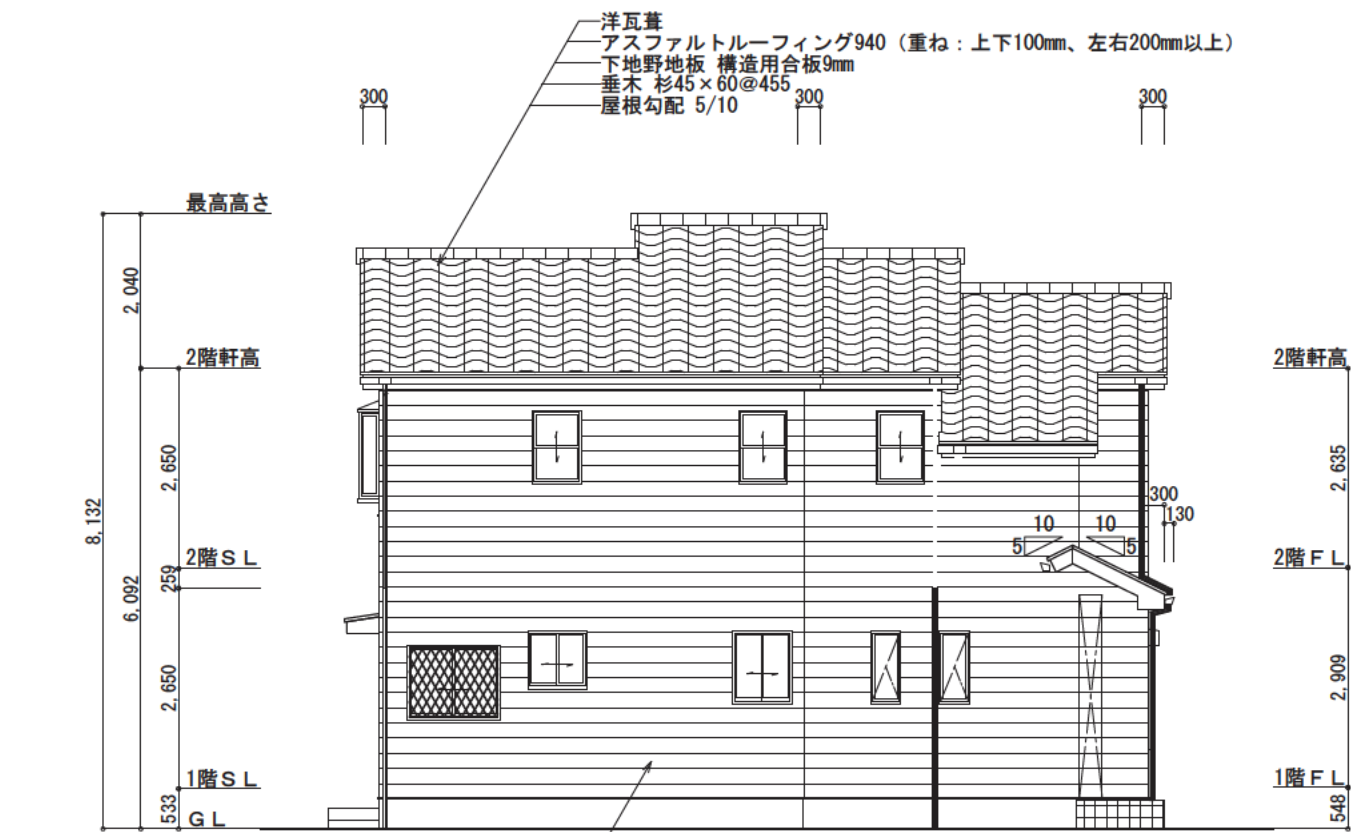 洋瓦葺
アスファルトルーフィング940（重ね：上下100mm、左右200mm以上）
下地野地板 構造用合板9mm
垂木 杉45×60@455
屋根勾配 5/10
300
300
300
最高高さ
2,040
2階軒高
2階軒高
2,650
2,635
8,132
300
130
10
10
5
5
2階ＳＬ
2階ＦＬ
259
6,092
2,650
2,909
1階ＳＬ
1階ＦＬ
533
548
ＧＬ